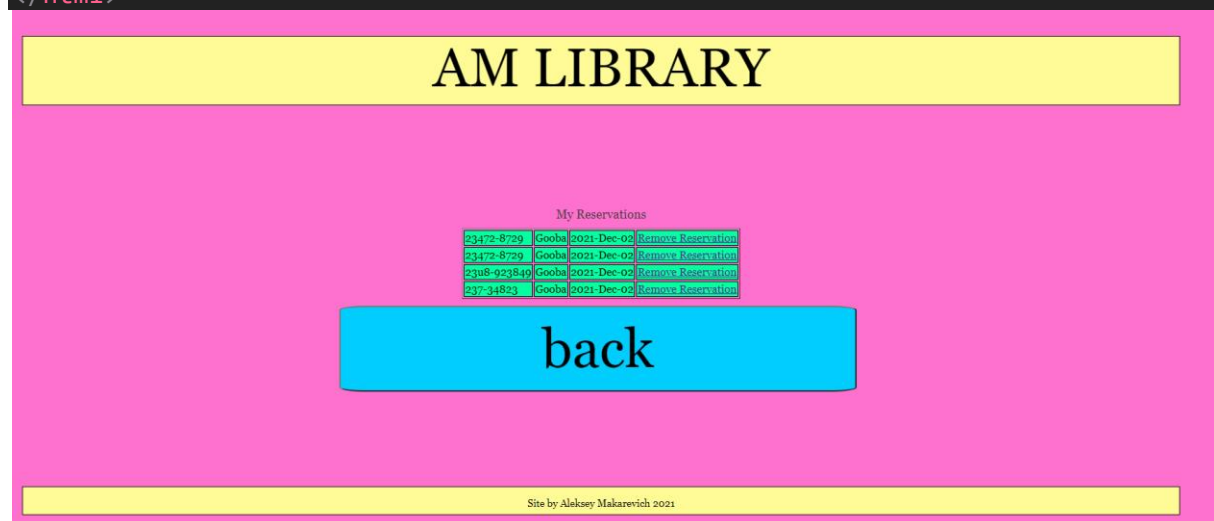 </html>
AM LIBRARY
My Reservations
23472-8729 Gooba 2021-Dec-02 Remove Reservation
23472-8729 Gooba 2021-Dec-02 Remove Reservation
23u8-923849 Gooba 2021-Dec-02 Remove Reservation
237-34823 Gooba 2021-Dec-02 Remove Reservation
back
Site by Aleksey Makarevich 2021